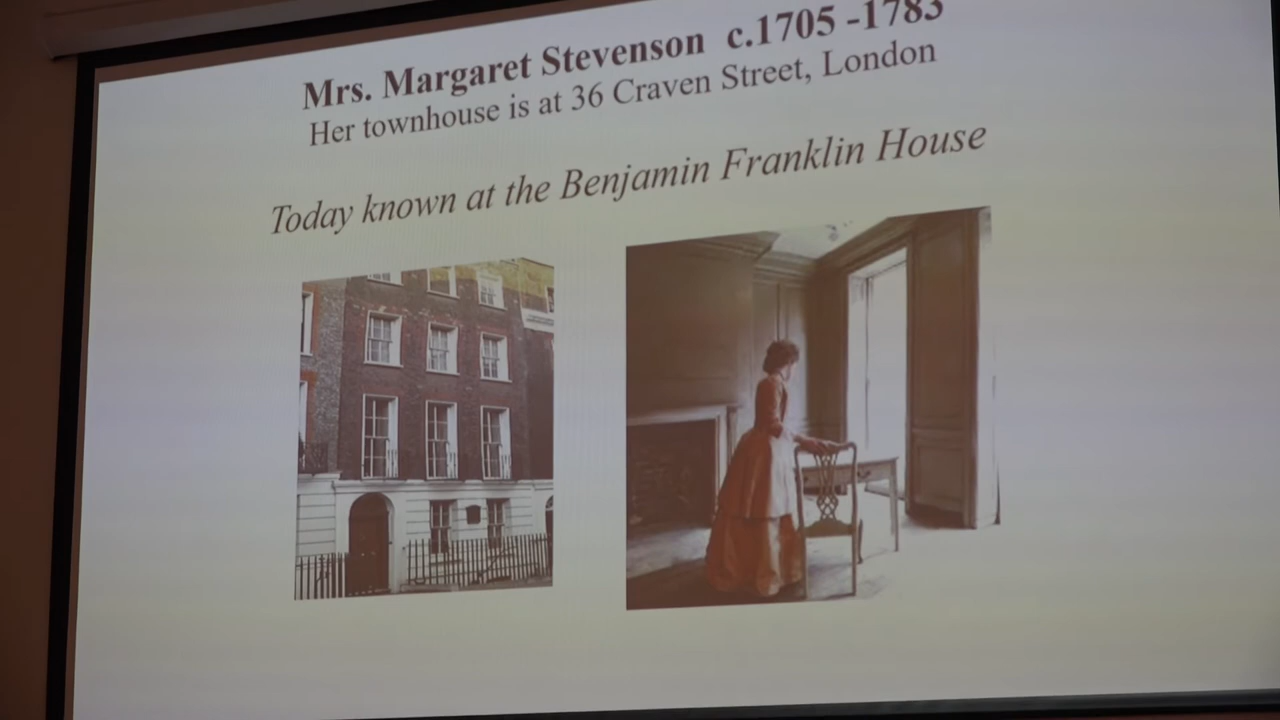 Mrs. Margaret Stevenson c.1705 -1783
Her townhouse is at 36 Craven Street, London
Today known at the Benjamin Franklin House